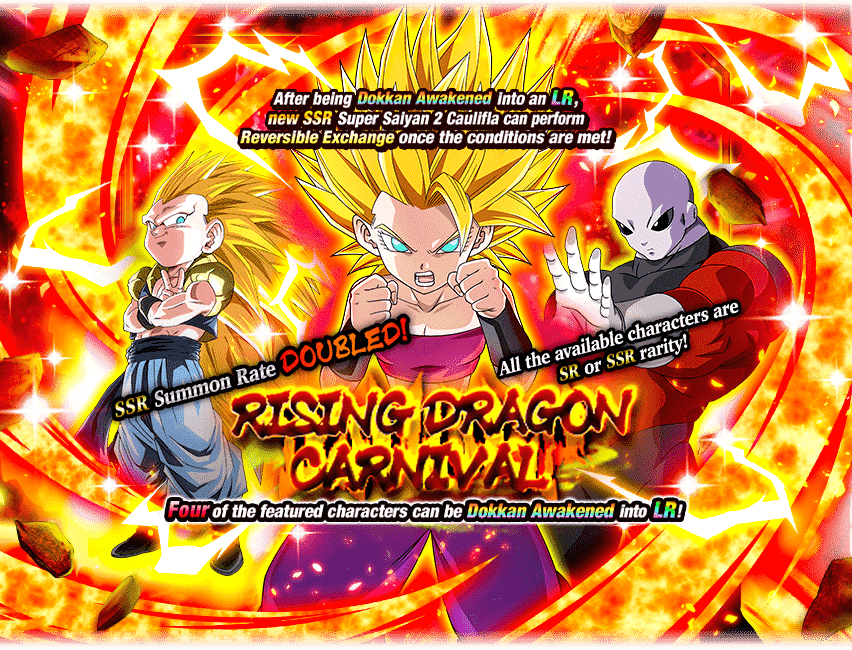 After being Dokkan Awakened into an LR,
new SSR Super Saiyan 2 Caulifla can perform
Reversible Exchange once the conditions are met!
SSR Summon Rate DOUBLED!
All the available characters are
SR or SSR rarity!
RISING DRAGON
CARNIVAL
Four of the featured characters can be Dokkan Awakened into LR!